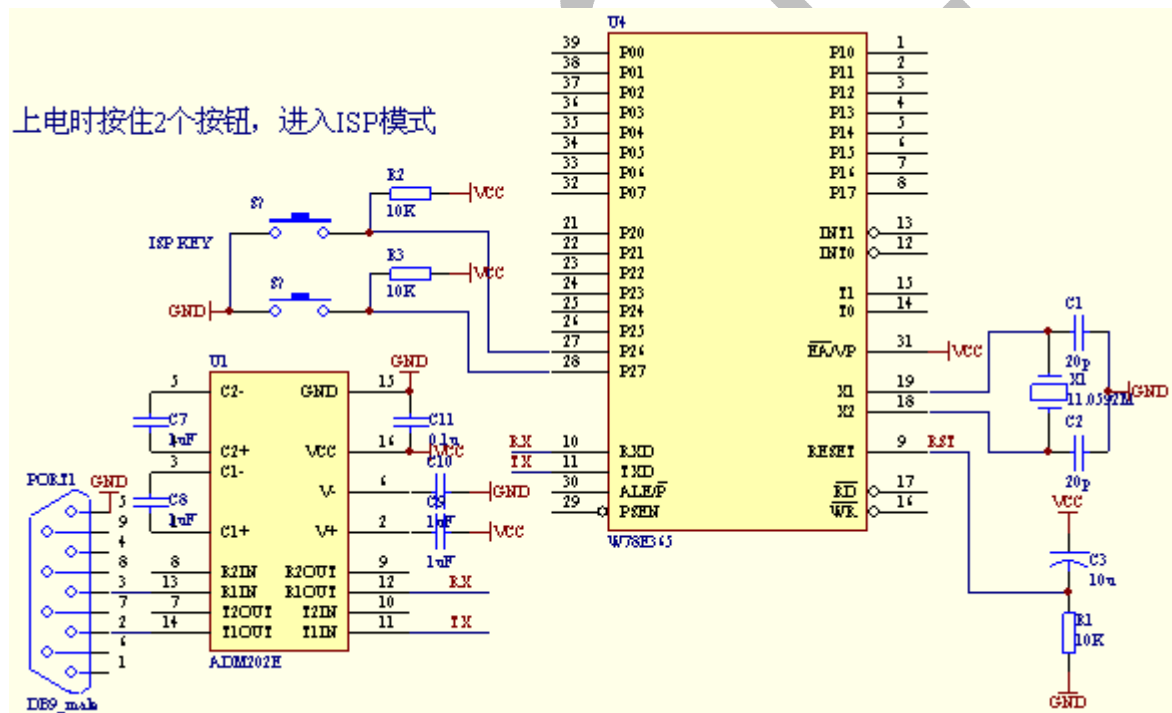 上电时按住2个按钮，进入ISP模式
U4
39 P00 P10 1
38 P01 P11 2
37 P02 P12 3
36 P03 P13 4
35 P04 P14 5
34 P05 P15 6
33 P06 P16 7
32 P07 P17 8
21 P20 INT1 13
22 P21 INT0 12
23 P22
24 P23 T1 15
25 P24 T0 14
26 P25
27 P26 EA/VP 31 VCC
28 P27
X1 19
X2 18
RX 10 RXD RESET 9 RST
TX 11 TXD
30 ALE/P RD 17
29 PSEN WR 16
W78E365
R2
VCC
10K
S?
ISP KEY
R3
VCC
10K
S?
GND
U1
GND
5 C2- GND 15
C7
1uF
C11
0.1u
C2+ VCC 16 VCC
3 C1-
C10
V- 6 GND
C8
1uF
C9
1uF
C1+ V+ 2 VCC
1uF
8 R2IN R2OUT 9
13 R1IN R1OUT 12 RX
7 T2OUT T2IN 10
14 T1OUT T1IN 11 TX
ADM202E
PORT1
GND
5
9
4
8
3
7
2
6
1
DB9_male
C1
20p
X1
11.0592M
GND
C2
20p
VCC
C3
10u
R1
10K
GND